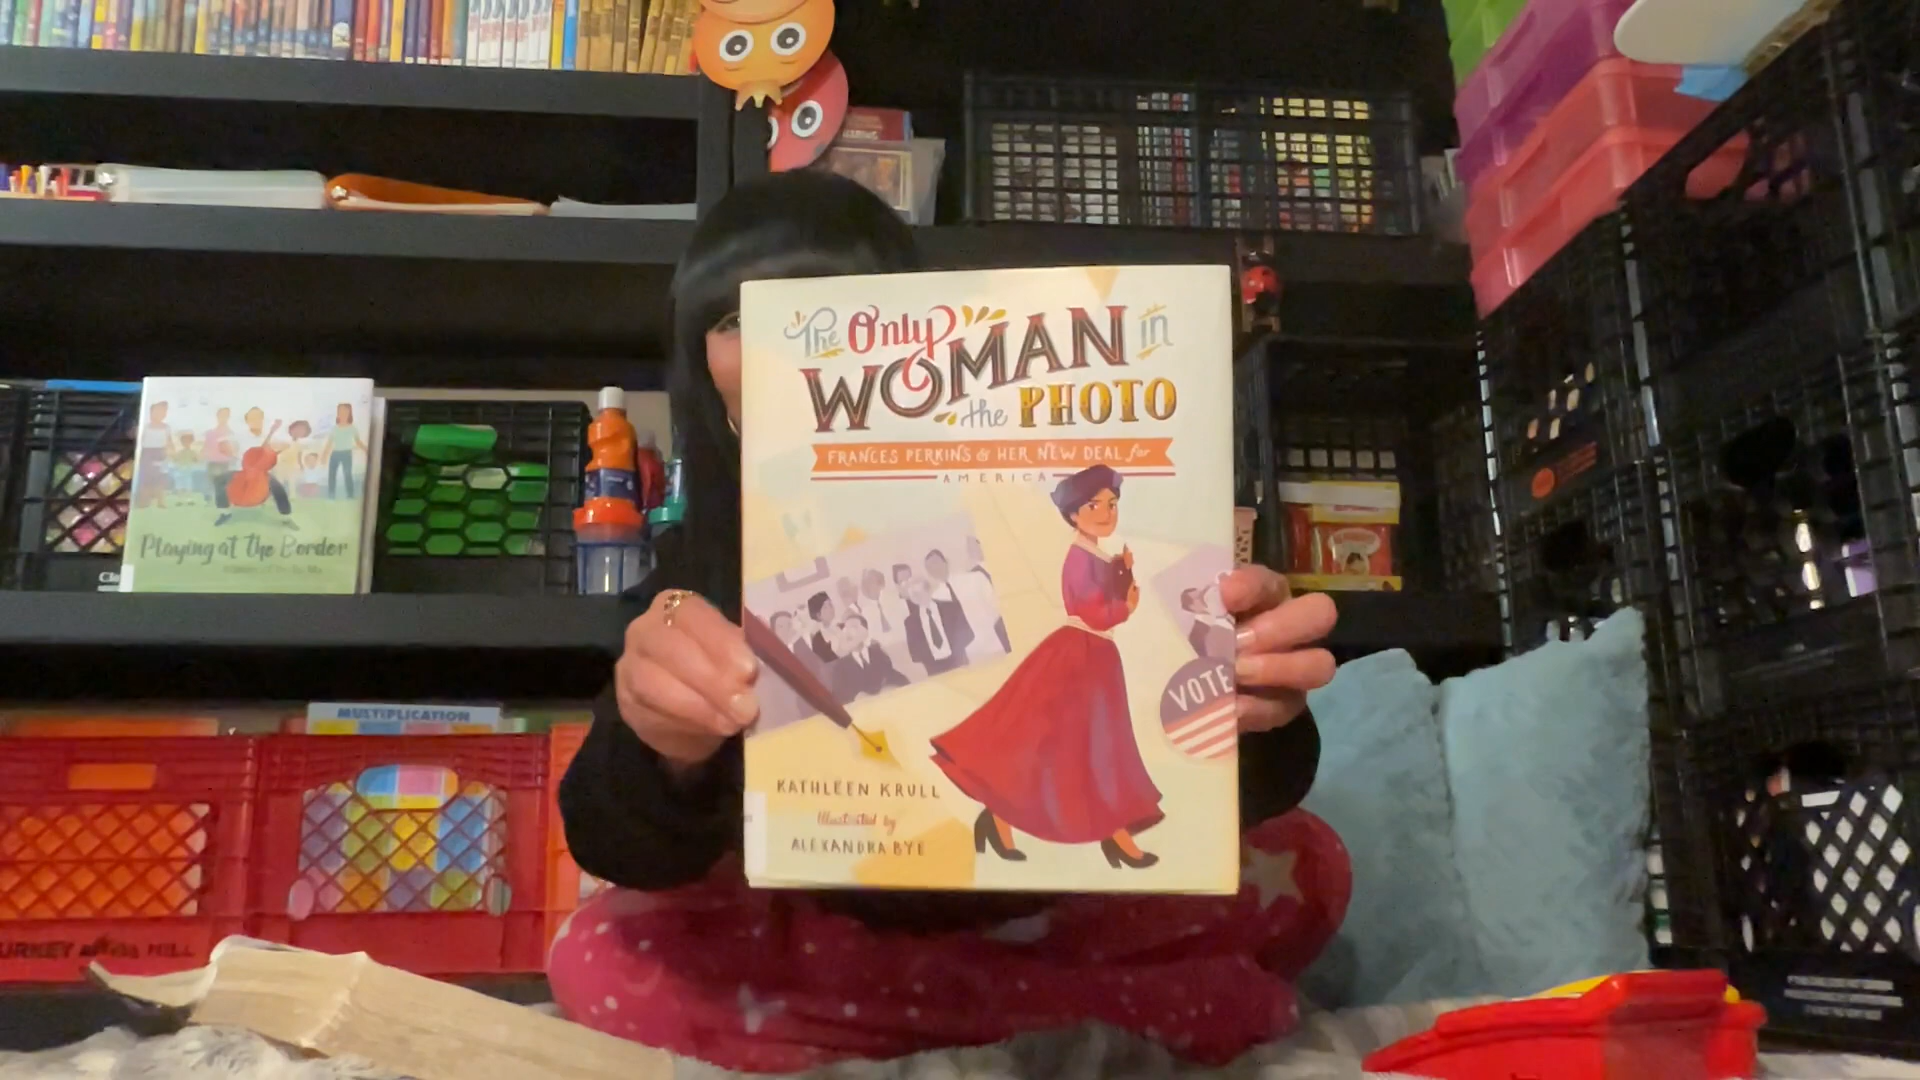 The Only
WOMAN in
the PHOTO
FRANCES PERKINS & HER NEW DEAL for
AMERICA
VOTE
KATHLEEN KRULL
Illustrated by
ALEXANDRA BYE
Playing at the Border
MULTIPLICATION